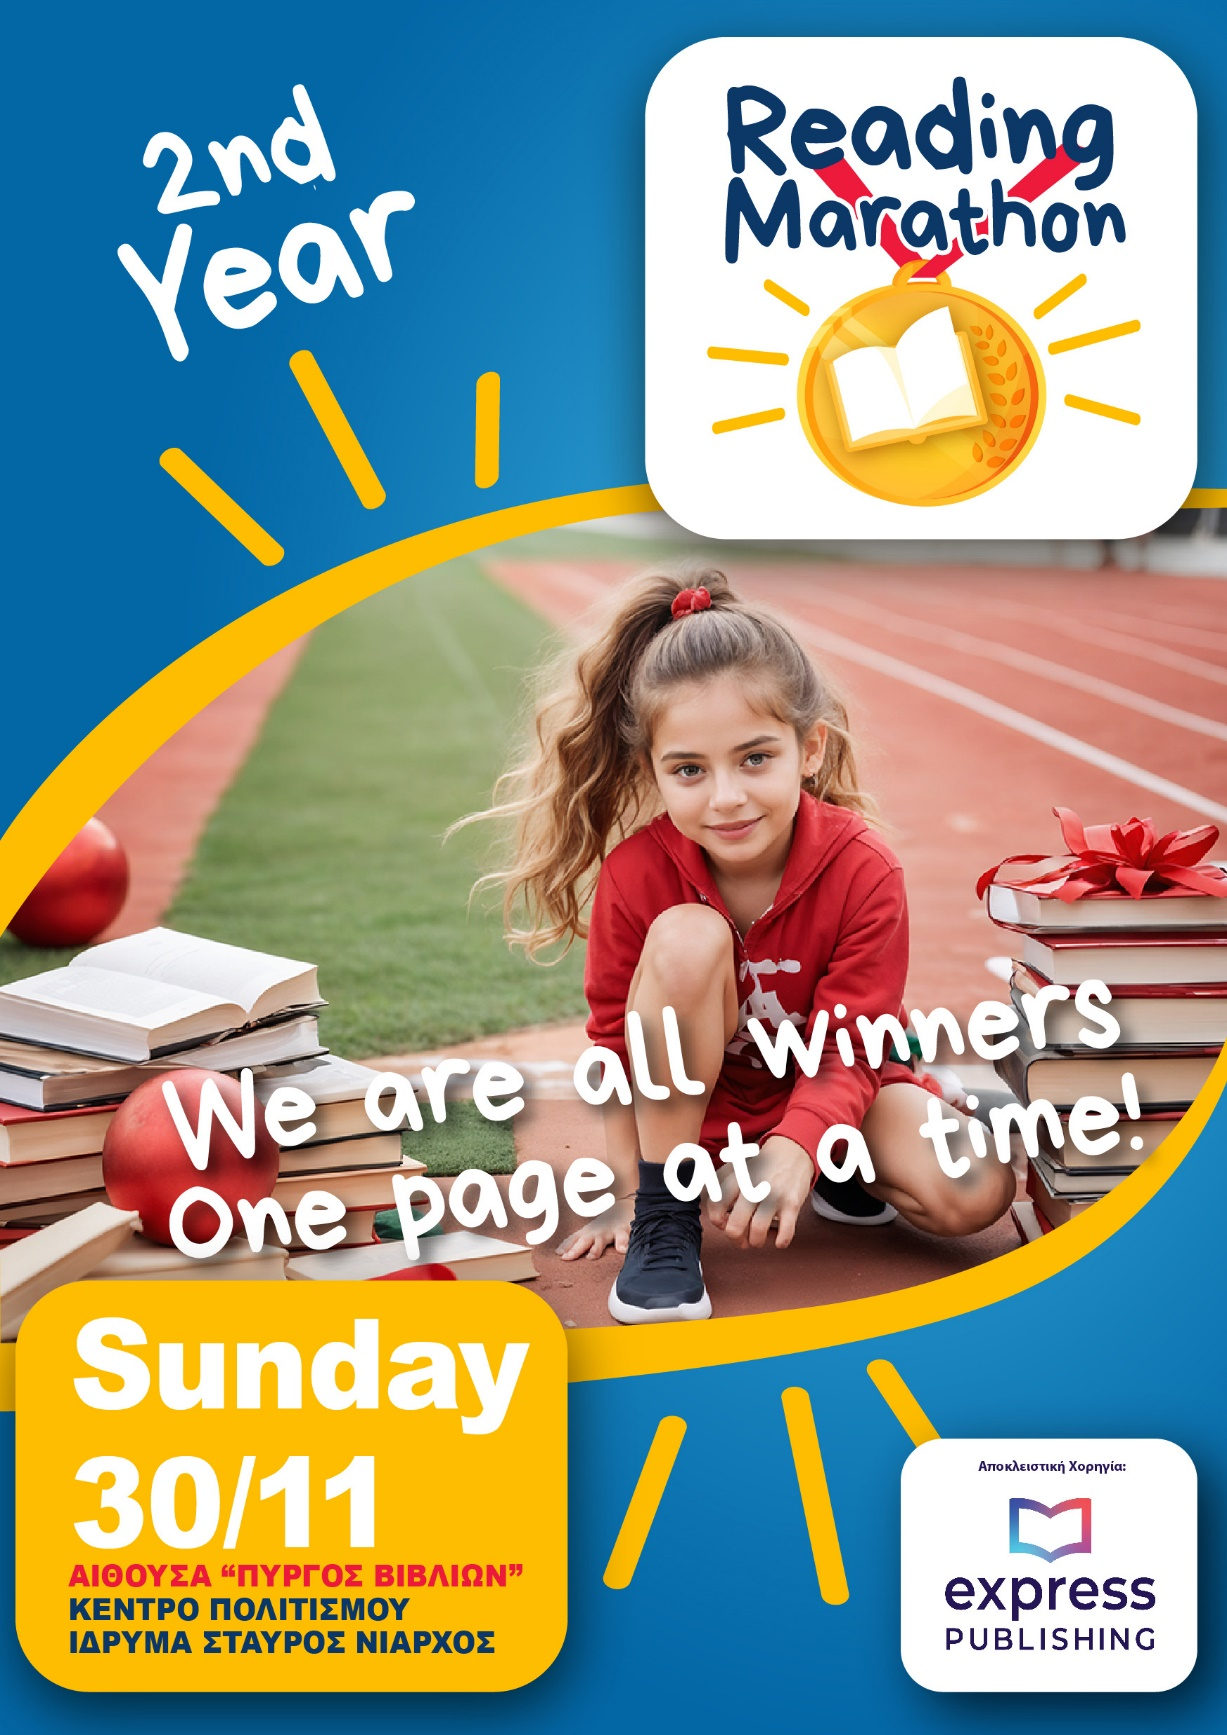 2nd
Year
Reading
Marathon
We are all winners
One page at a time!
Sunday
30/11
ΑΙΘΟΥΣΑ “ΠΥΡΓΟΣ ΒΙΒΛΙΩΝ”
ΚΕΝΤΡΟ ΠΟΛΙΤΙΣΜΟΥ
ΙΔΡΥΜΑ ΣΤΑΥΡΟΣ ΝΙΑΡΧΟΣ
Αποκλειστική Χορηγία:
express
PUBLISHING